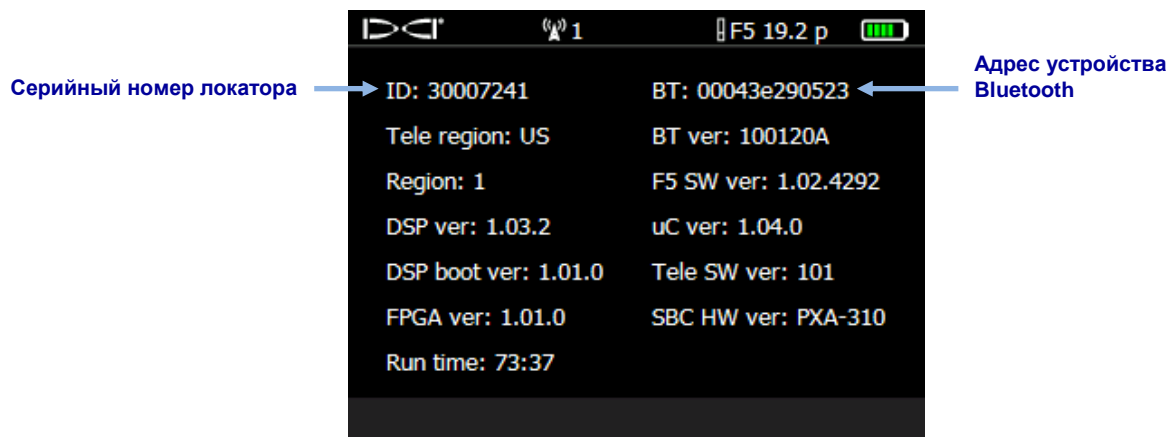 DCI 1 F5 19.2 p
Серийный номер локатора
Адрес устройства
Bluetooth
ID: 30007241 BT: 00043e290523
Tele region: US BT ver: 100120A
Region: 1 F5 SW ver: 1.02.4292
DSP ver: 1.03.2 uC ver: 1.04.0
DSP boot ver: 1.01.0 Tele SW ver: 101
FPGA ver: 1.01.0 SBC HW ver: PXA-310
Run time: 73:37